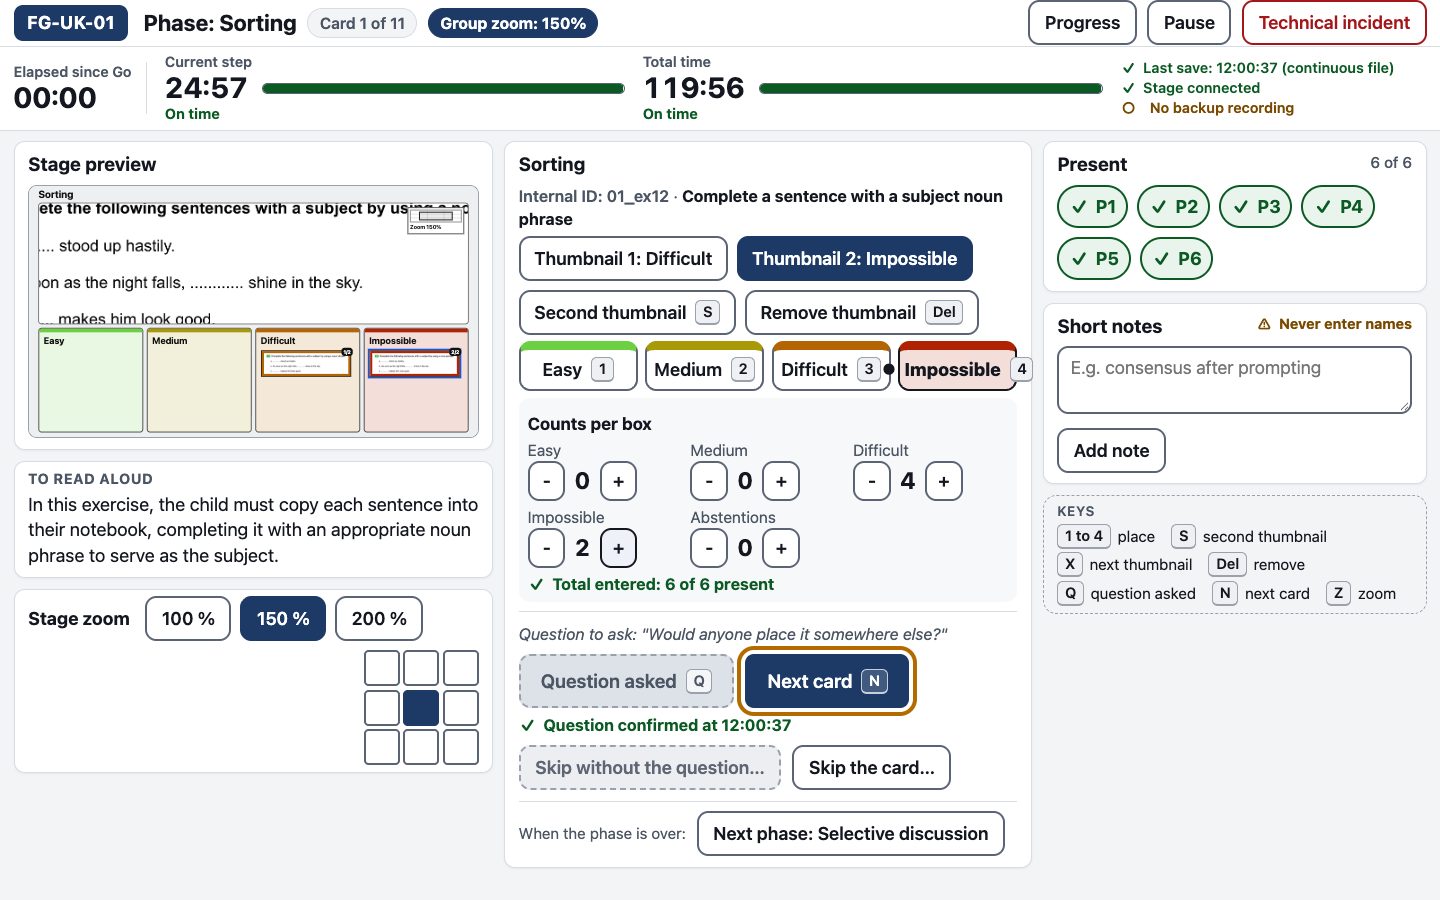 FG-UK-01
Phase: Sorting
Card 1 of 11
Group zoom: 150%
Progress
Pause
Technical incident
Elapsed since Go
00:00
Current step
24:57
On time
Total time
119:56
On time
Last save: 12:00:37 (continuous file)
Stage connected
No backup recording
Stage preview
Sorting
ete the following sentences with a subject by using a no
Zoom 150%
.... stood up hastily.
on as the night falls, ............ shine in the sky.
.. makes him look good.
Easy
Medium
Difficult
1/2
Impossible
2/2
TO READ ALOUD
In this exercise, the child must copy each sentence into
their notebook, completing it with an appropriate noun
phrase to serve as the subject.
Stage zoom
100 %
150 %
200 %
Sorting
Internal ID: 01_ex12 · Complete a sentence with a subject noun
phrase
Thumbnail 1: Difficult
Thumbnail 2: Impossible
Second thumbnail S
Remove thumbnail Del
Easy 1
Medium 2
Difficult 3
Impossible 4
Counts per box
Easy
- 0 +
Medium
- 0 +
Difficult
- 4 +
Impossible
- 2 +
Abstentions
- 0 +
Total entered: 6 of 6 present
Question to ask: "Would anyone place it somewhere else?"
Question asked Q
Next card N
Question confirmed at 12:00:37
Skip without the question...
Skip the card...
When the phase is over:
Next phase: Selective discussion
Present
6 of 6
P1
P2
P3
P4
P5
P6
Short notes
Never enter names
E.g. consensus after prompting
Add note
KEYS
1 to 4 place S second thumbnail
X next thumbnail Del remove
Q question asked N next card Z zoom